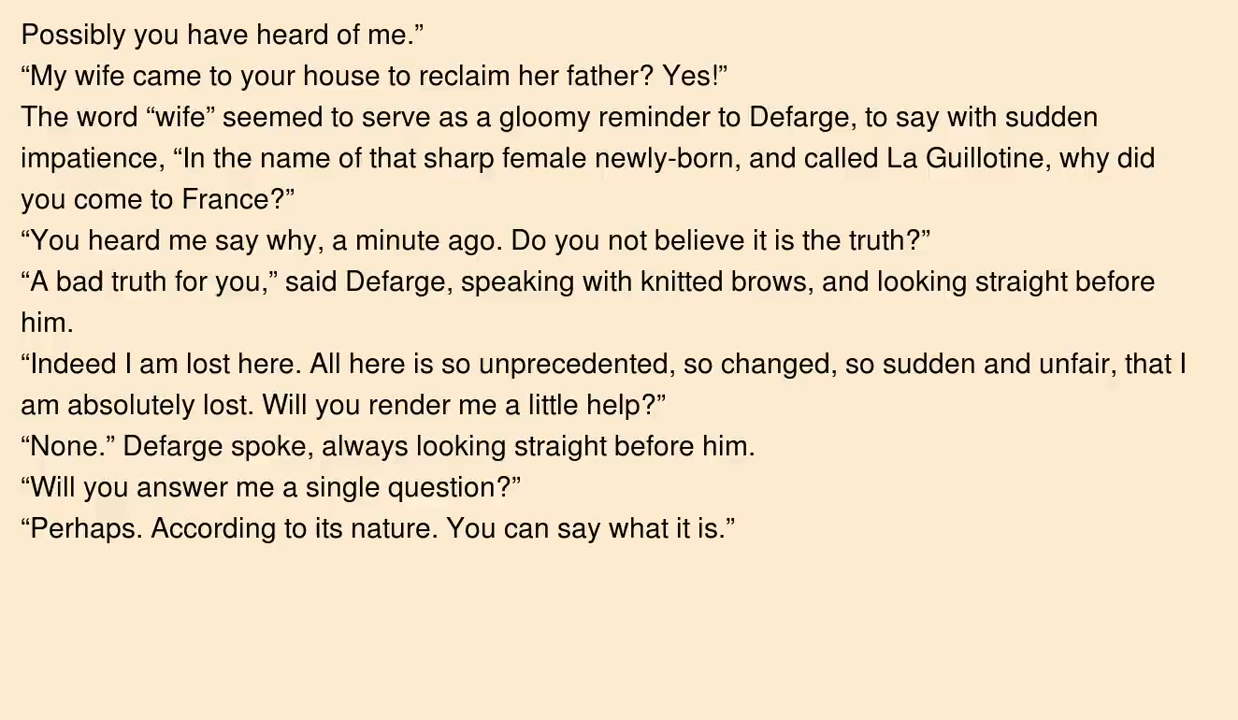 Possibly you have heard of me.”
“My wife came to your house to reclaim her father? Yes!”
The word “wife” seemed to serve as a gloomy reminder to Defarge, to say with sudden
impatience, “In the name of that sharp female newly-born, and called La Guillotine, why did
you come to France?”
“You heard me say why, a minute ago. Do you not believe it is the truth?”
“A bad truth for you,” said Defarge, speaking with knitted brows, and looking straight before
him.
“Indeed I am lost here. All here is so unprecedented, so changed, so sudden and unfair, that I
am absolutely lost. Will you render me a little help?”
“None.” Defarge spoke, always looking straight before him.
“Will you answer me a single question?”
“Perhaps. According to its nature. You can say what it is.”